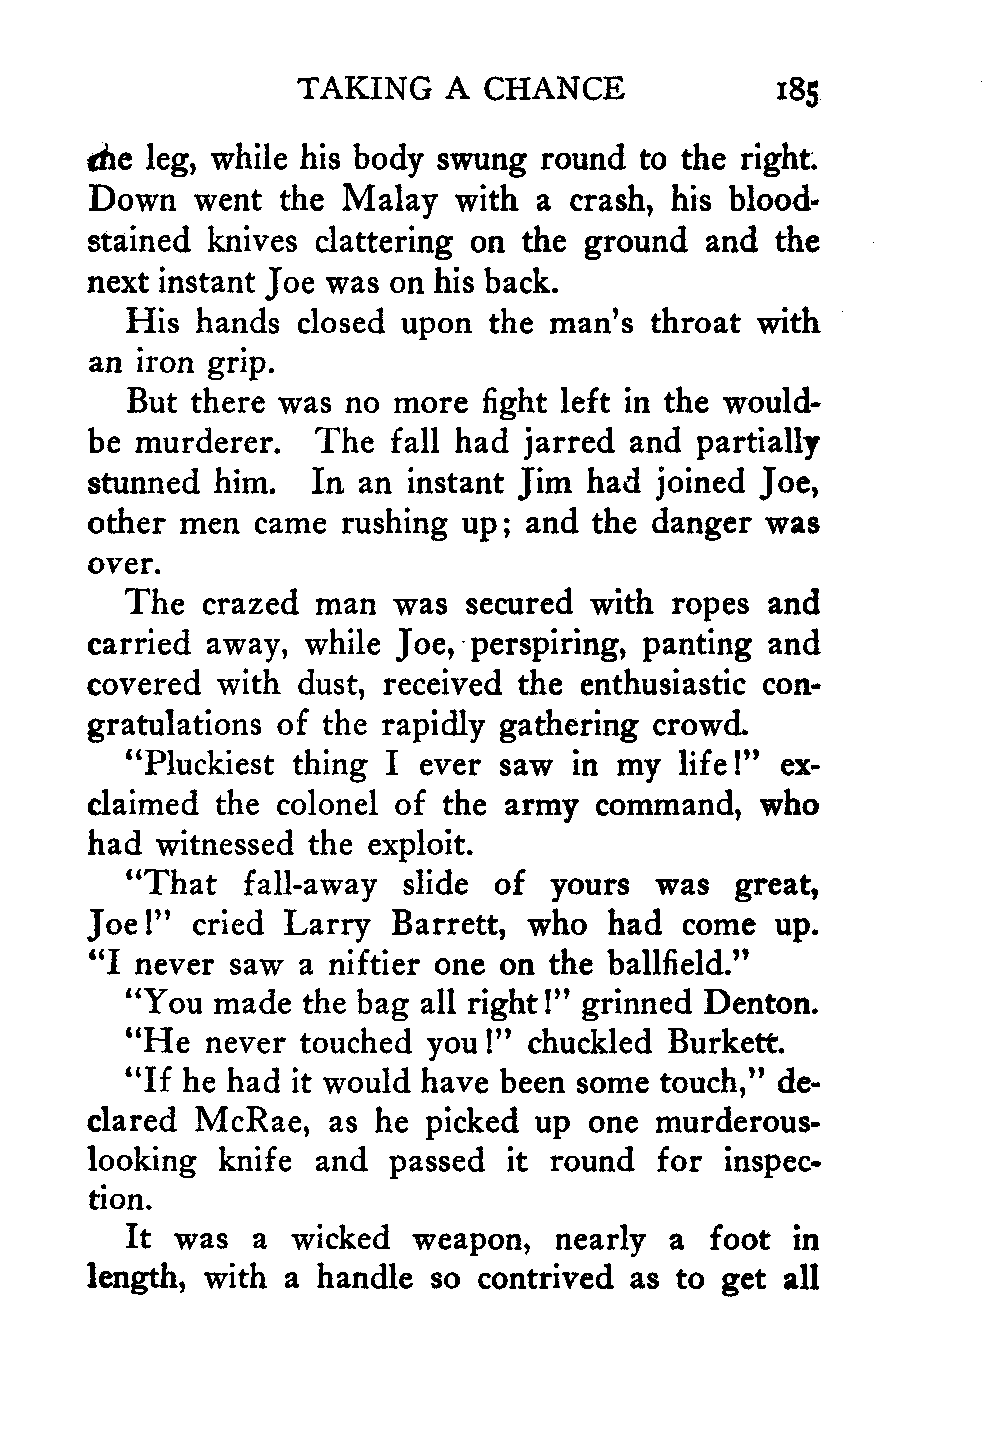 TAKING A CHANCE 185
the leg, while his body swung round to the right.
Down went the Malay with a crash, his blood-
stained knives clattering on the ground and the
next instant Joe was on his back.
His hands closed upon the man's throat with
an iron grip.
But there was no more fight left in the would-
be murderer. The fall had jarred and partially
stunned him. In an instant Jim had joined Joe,
other men came rushing up; and the danger was
over.
The crazed man was secured with ropes and
carried away, while Joe, perspiring, panting and
covered with dust, received the enthusiastic con-
gratulations of the rapidly gathering crowd.
"Pluckiest thing I ever saw in my life!" ex-
claimed the colonel of the army command, who
had witnessed the exploit.
"That fall-away slide of yours was great,
Joe!" cried Larry Barrett, who had come up.
"I never saw a niftier one on the ballfield."
"You made the bag all right!" grinned Denton.
"He never touched you!" chuckled Burkett.
"If he had it would have been some touch," de-
clared McRae, as he picked up one murderous-
looking knife and passed it round for inspec-
tion.
It was a wicked weapon, nearly a foot in
length, with a handle so contrived as to get all